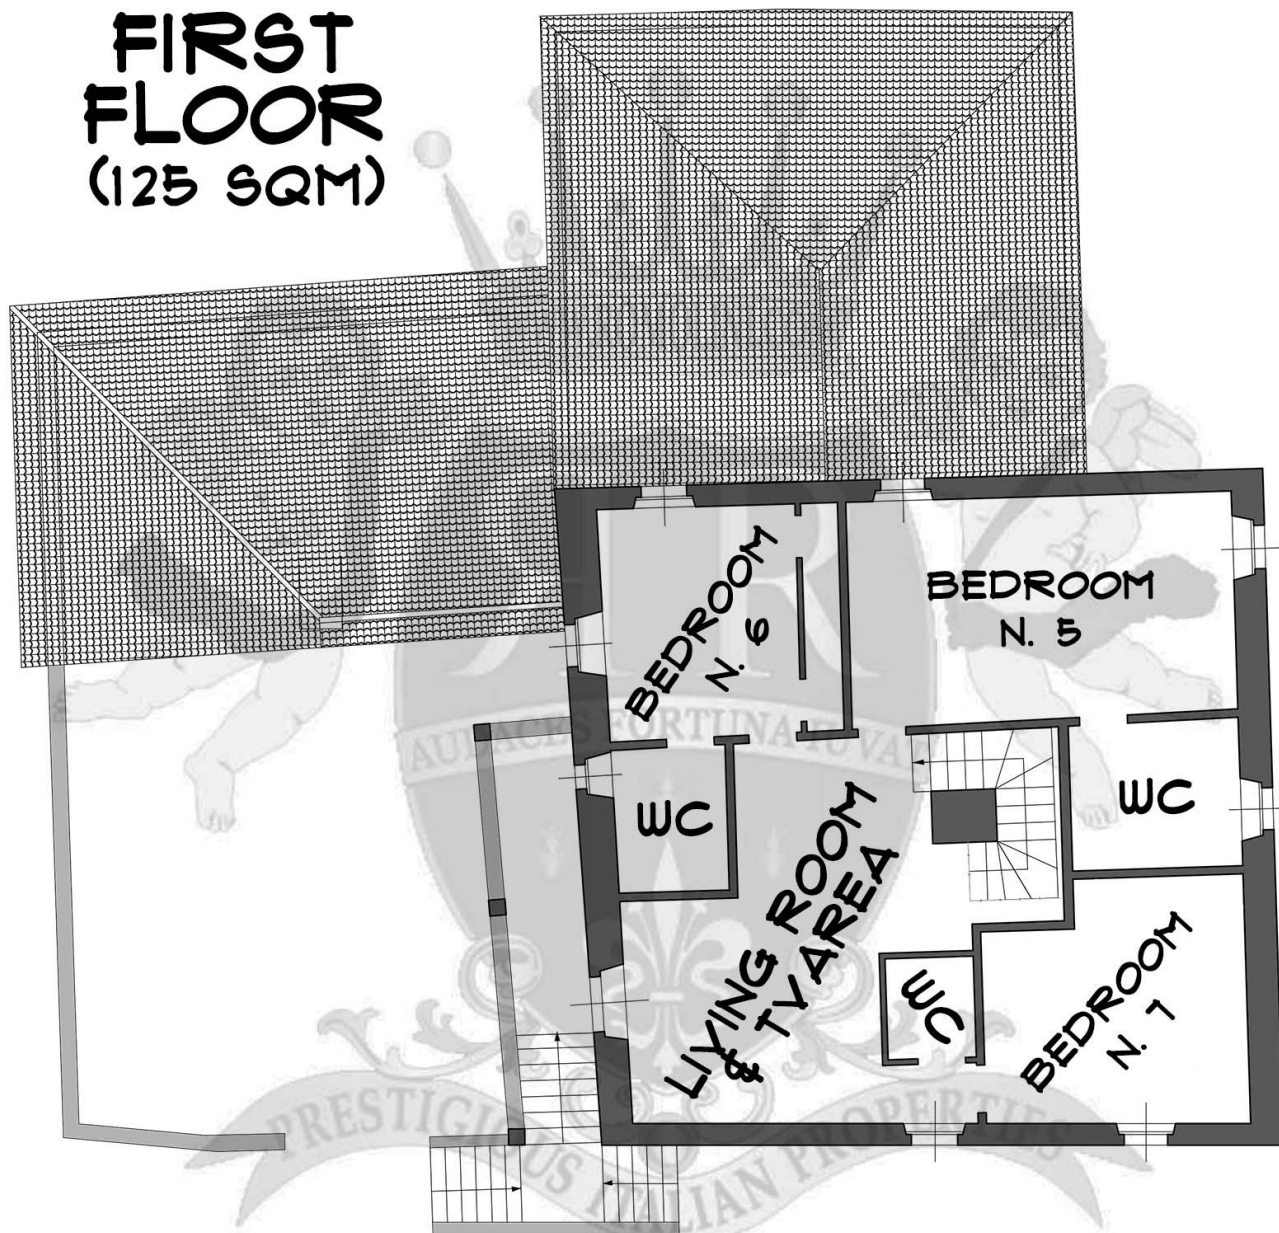 FIRST
FLOOR
(125 SQM)
BEDROOM
N. 6
BEDROOM
N. 5
WC
WC
LIVING ROOM
& TV AREA
WC
BEDROOM
N. 7
AR
AUDACES FORTUNA IUVAT
PRESTIGIOUS ITALIAN PROPERTIES